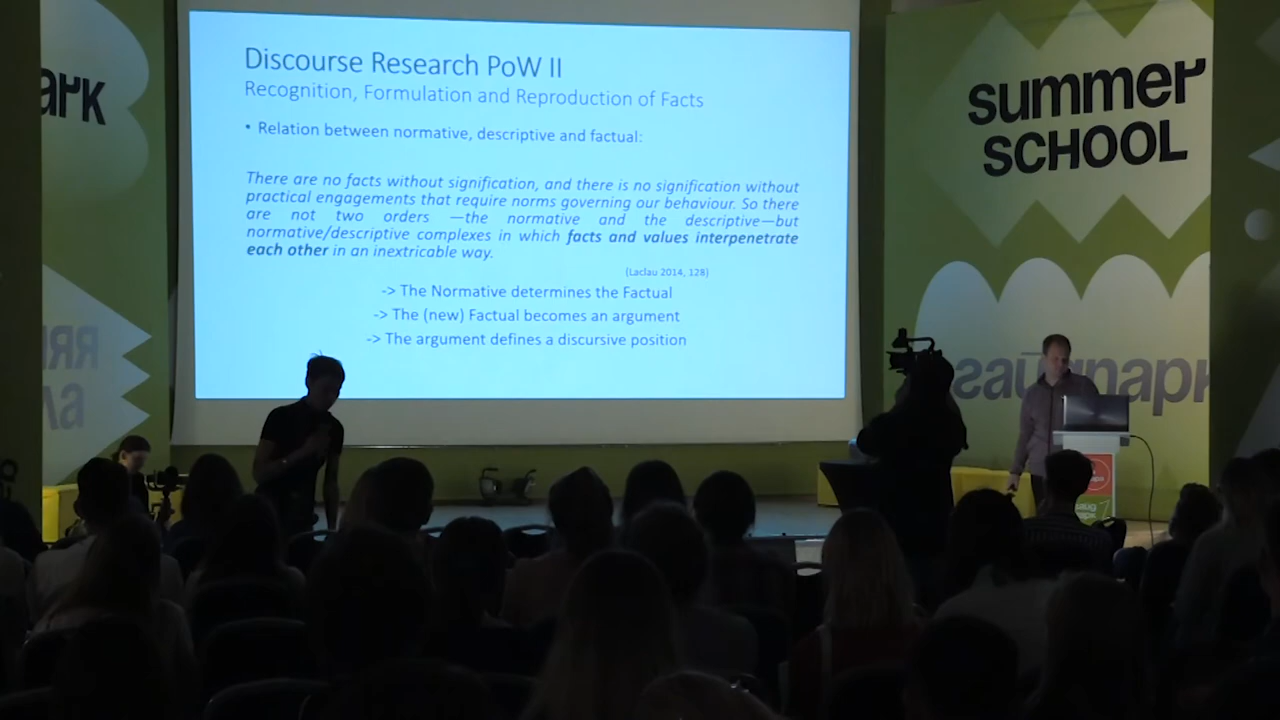 Discourse Research PoW II
Recognition, Formulation and Reproduction of Facts
• Relation between normative, descriptive and factual:
There are no facts without signification, and there is no signification without
practical engagements that require norms governing our behaviour. So there
are not two orders —the normative and the descriptive—but
normative/descriptive complexes in which facts and values interpenetrate
each other in an inextricable way.
(Laclau 2014, 128)
-> The Normative determines the Factual
-> The (new) Factual becomes an argument
-> The argument defines a discursive position
summer
SCHOOL
гайдпарк